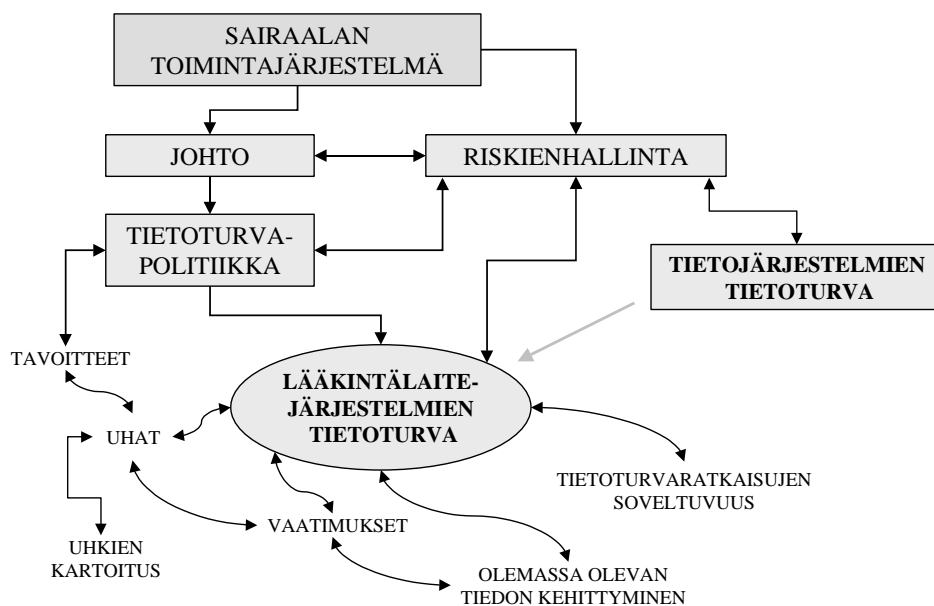 SAIRAALAN
TOIMINTAJÄRJESTELMÄ
JOHTO
RISKIENHALLINTA
TIETOTURVA-
POLITIIKKA
TIETOJÄRJESTELMIEN
TIETOTURVA
TAVOITTEET
LÄÄKINTÄLAITE-
JÄRJESTELMIEN
TIETOTURVA
UHAT
TIETOTURVARATKAISUJEN
SOVELTUVUUS
VAATIMUKSET
UHKIEN
KARTOITUS
OLEMASSA OLEVAN
TIEDON KEHITTYMINEN